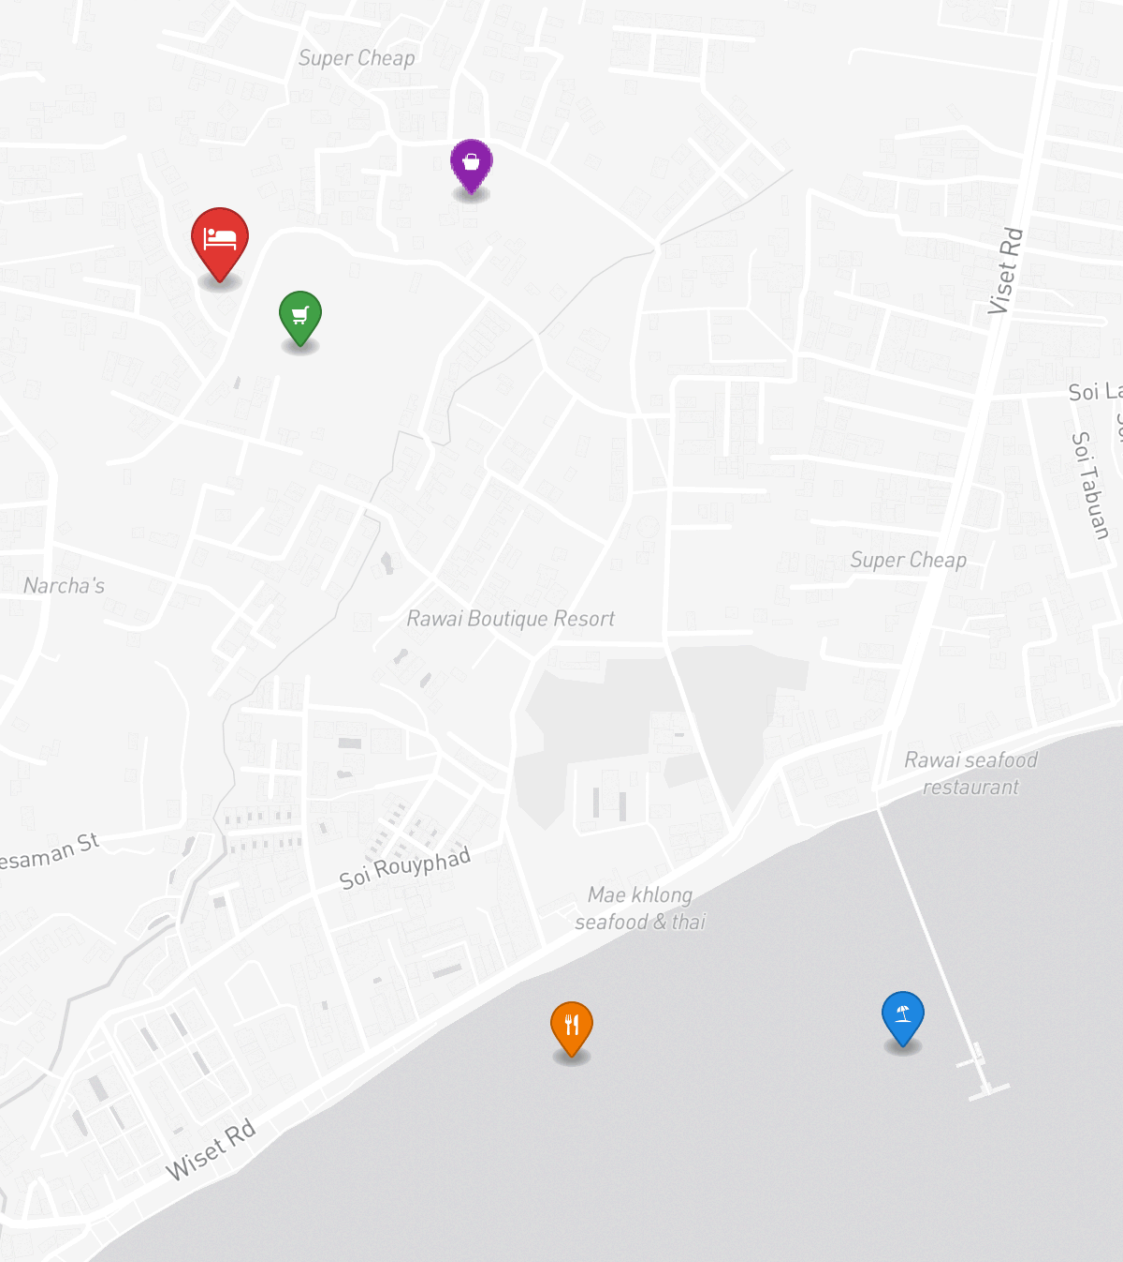 Super Cheap
Viset Rd
Soi La
Soi Tabuan
Super Cheap
Narcha's
Rawai Boutique Resort
Rawai seafood
restaurant
esaman St
Soi Rouyphad
Mae khlong
seafood & thai
Wiset Rd